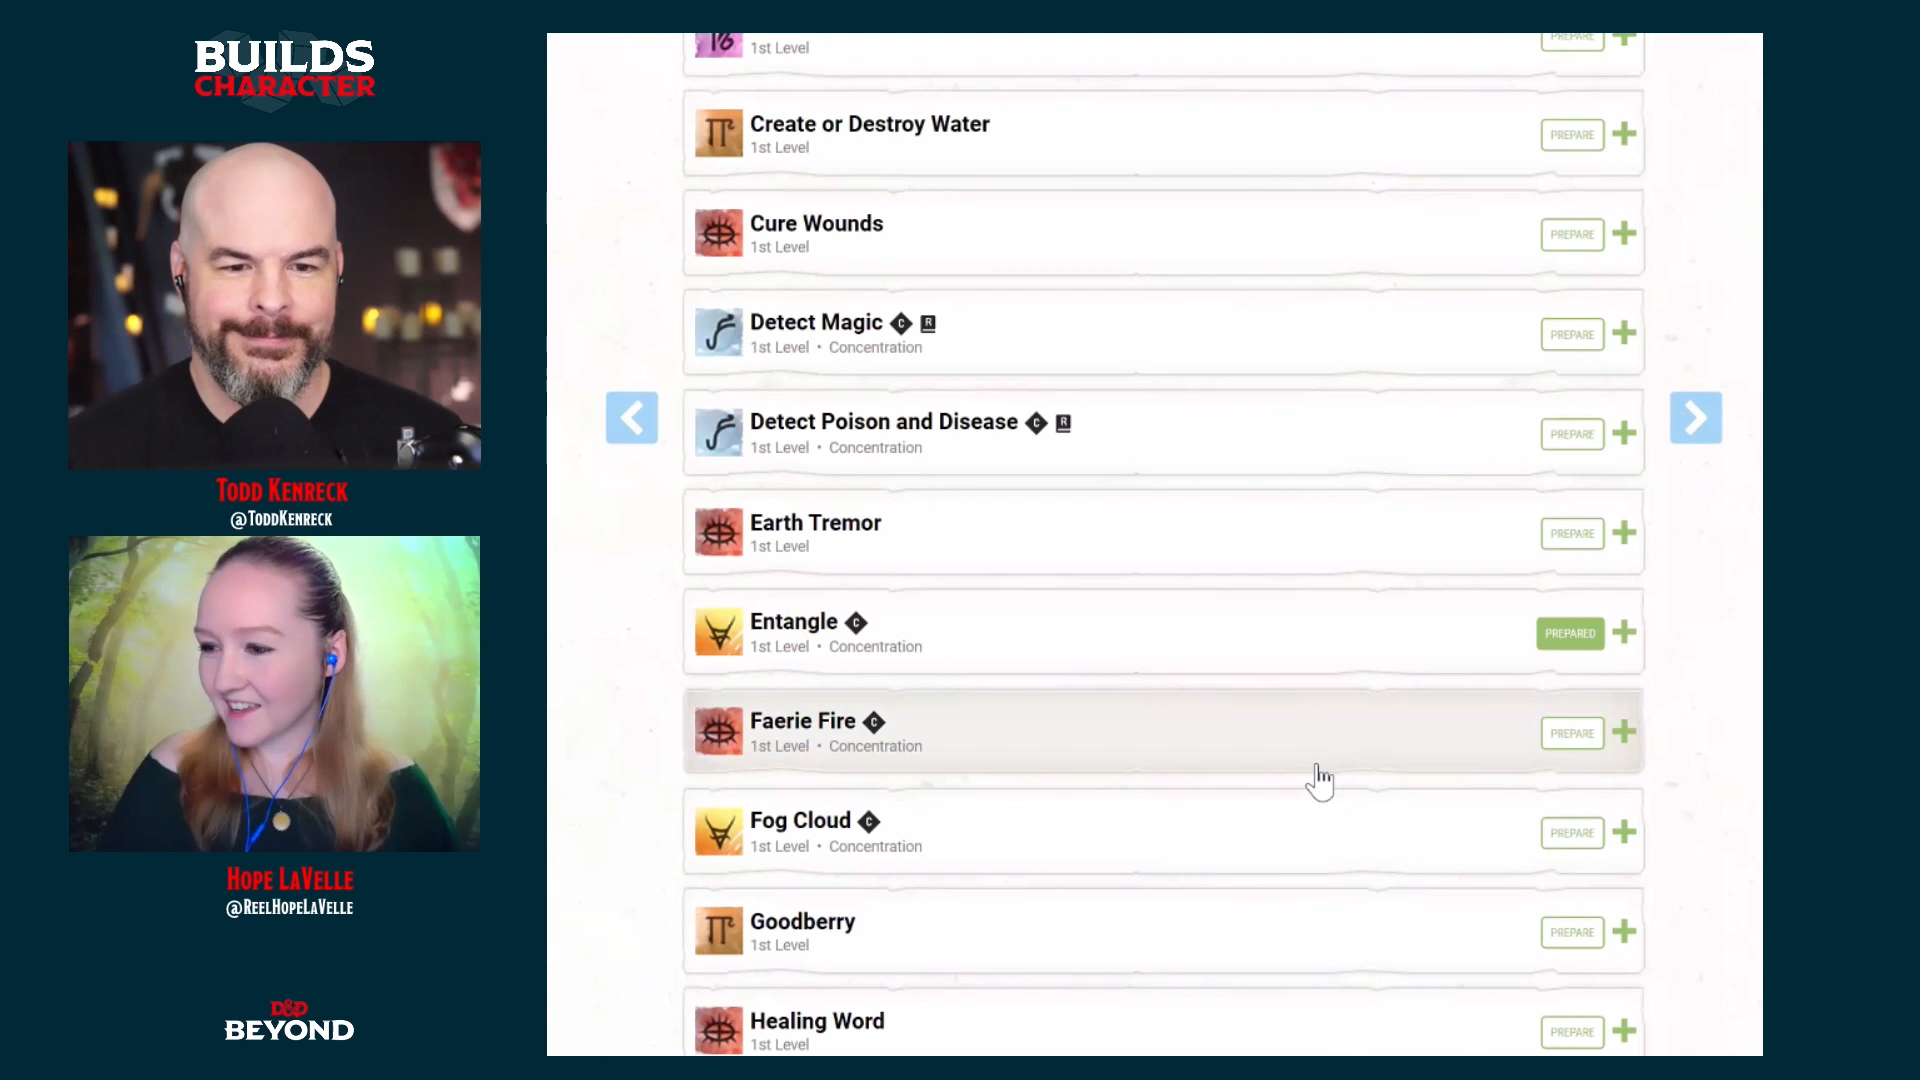 BUILDS
CHARACTER
TODD KENRECK
@TODDKENRECK
HOPE LAVELLE
@REELHOPELAVELLE
D&D
BEYOND
1st Level
PREPARE
Create or Destroy Water
1st Level
PREPARE
Cure Wounds
1st Level
PREPARE
Detect Magic C R
1st Level • Concentration
PREPARE
Detect Poison and Disease C R
1st Level • Concentration
PREPARE
Earth Tremor
1st Level
PREPARE
Entangle C
1st Level • Concentration
PREPARED
Faerie Fire C
1st Level • Concentration
PREPARE
Fog Cloud C
1st Level • Concentration
PREPARE
Goodberry
1st Level
PREPARE
Healing Word
1st Level
PREPARE